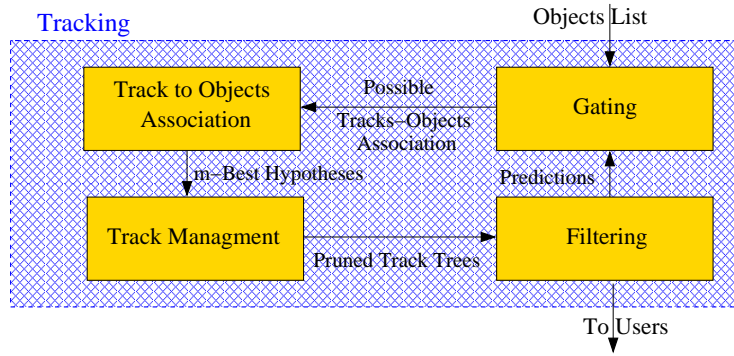 Tracking
Objects List
Track to Objects
Association
Possible
Tracks−Objects
Association
Gating
m−Best Hypotheses
Predictions
Track Managment
Pruned Track Trees
Filtering
To Users